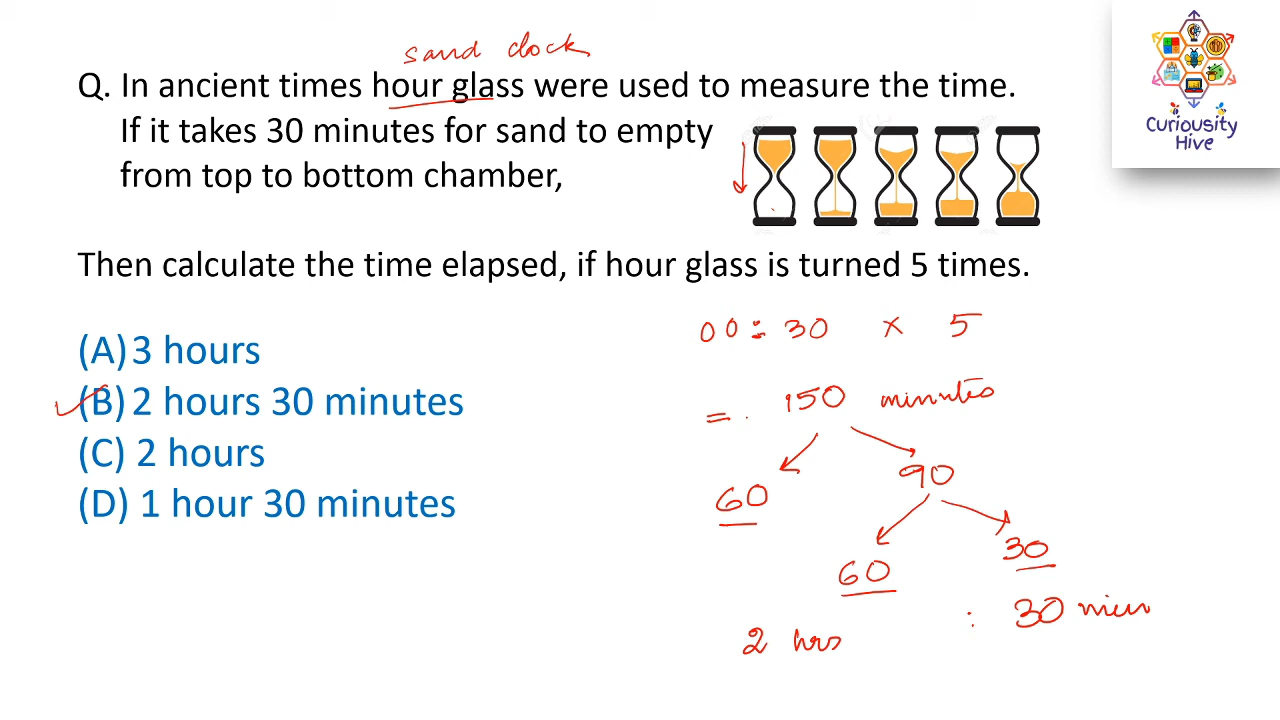 sand clock
Q. In ancient times hour glass were used to measure the time.
If it takes 30 minutes for sand to empty
from top to bottom chamber,
Curiousity
Hive
Then calculate the time elapsed, if hour glass is turned 5 times.
(A) 3 hours
(B) 2 hours 30 minutes
(C) 2 hours
(D) 1 hour 30 minutes
00 : 30 x 5
= 150 minutes
60 90
60 30
2 hrs : 30 min